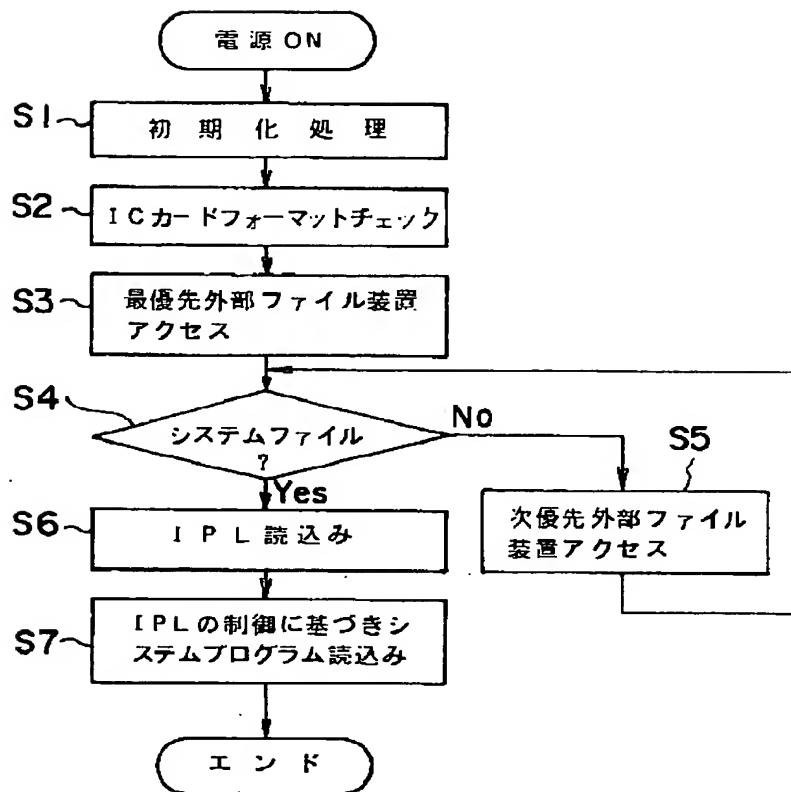 電源ON
S1
初期化処理
S2
ICカードフォーマットチェック
S3
最優先外部ファイル装置
アクセス
S4
システムファイル
?
No
Yes
S5
次優先外部ファイル
装置アクセス
S6
IPL読込み
S7
IPLの制御に基づきシ
ステムプログラム読込み
エンド